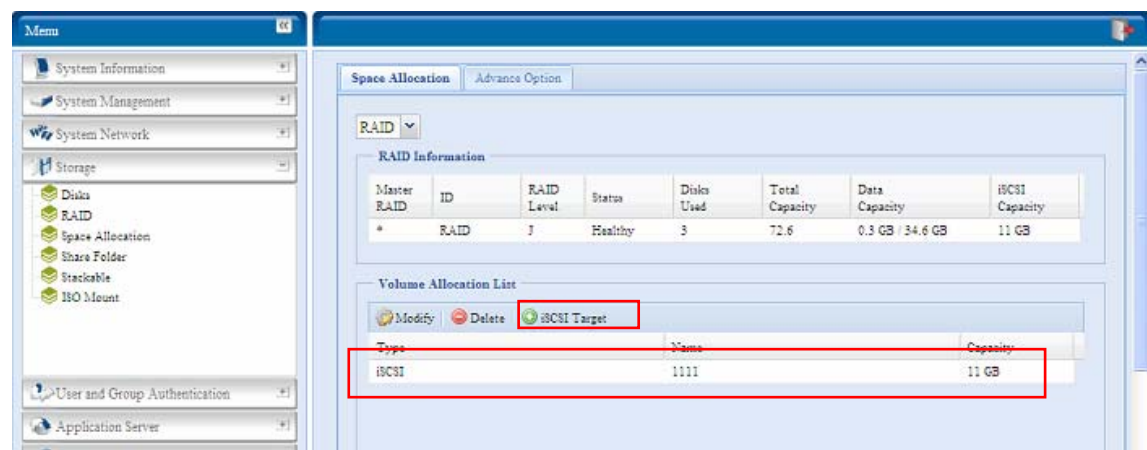 Menu
System Information
System Management
System Network
Storage
Disks
RAID
Space Allocation
Share Folder
Stackable
ISO Mount
User and Group Authentication
Application Server
Space Allocation Advance Option
RAID
RAID Information
Master RAID ID RAID Level Status Disks Used Total Capacity Data Capacity iSCSI Capacity
* RAID J Healthy 3 72.6 0.3 GB / 34.6 GB 11 GB
Volume Allocation List
Modify Delete iSCSI Target
Type Name Capacity
iSCSI 1111 11 GB